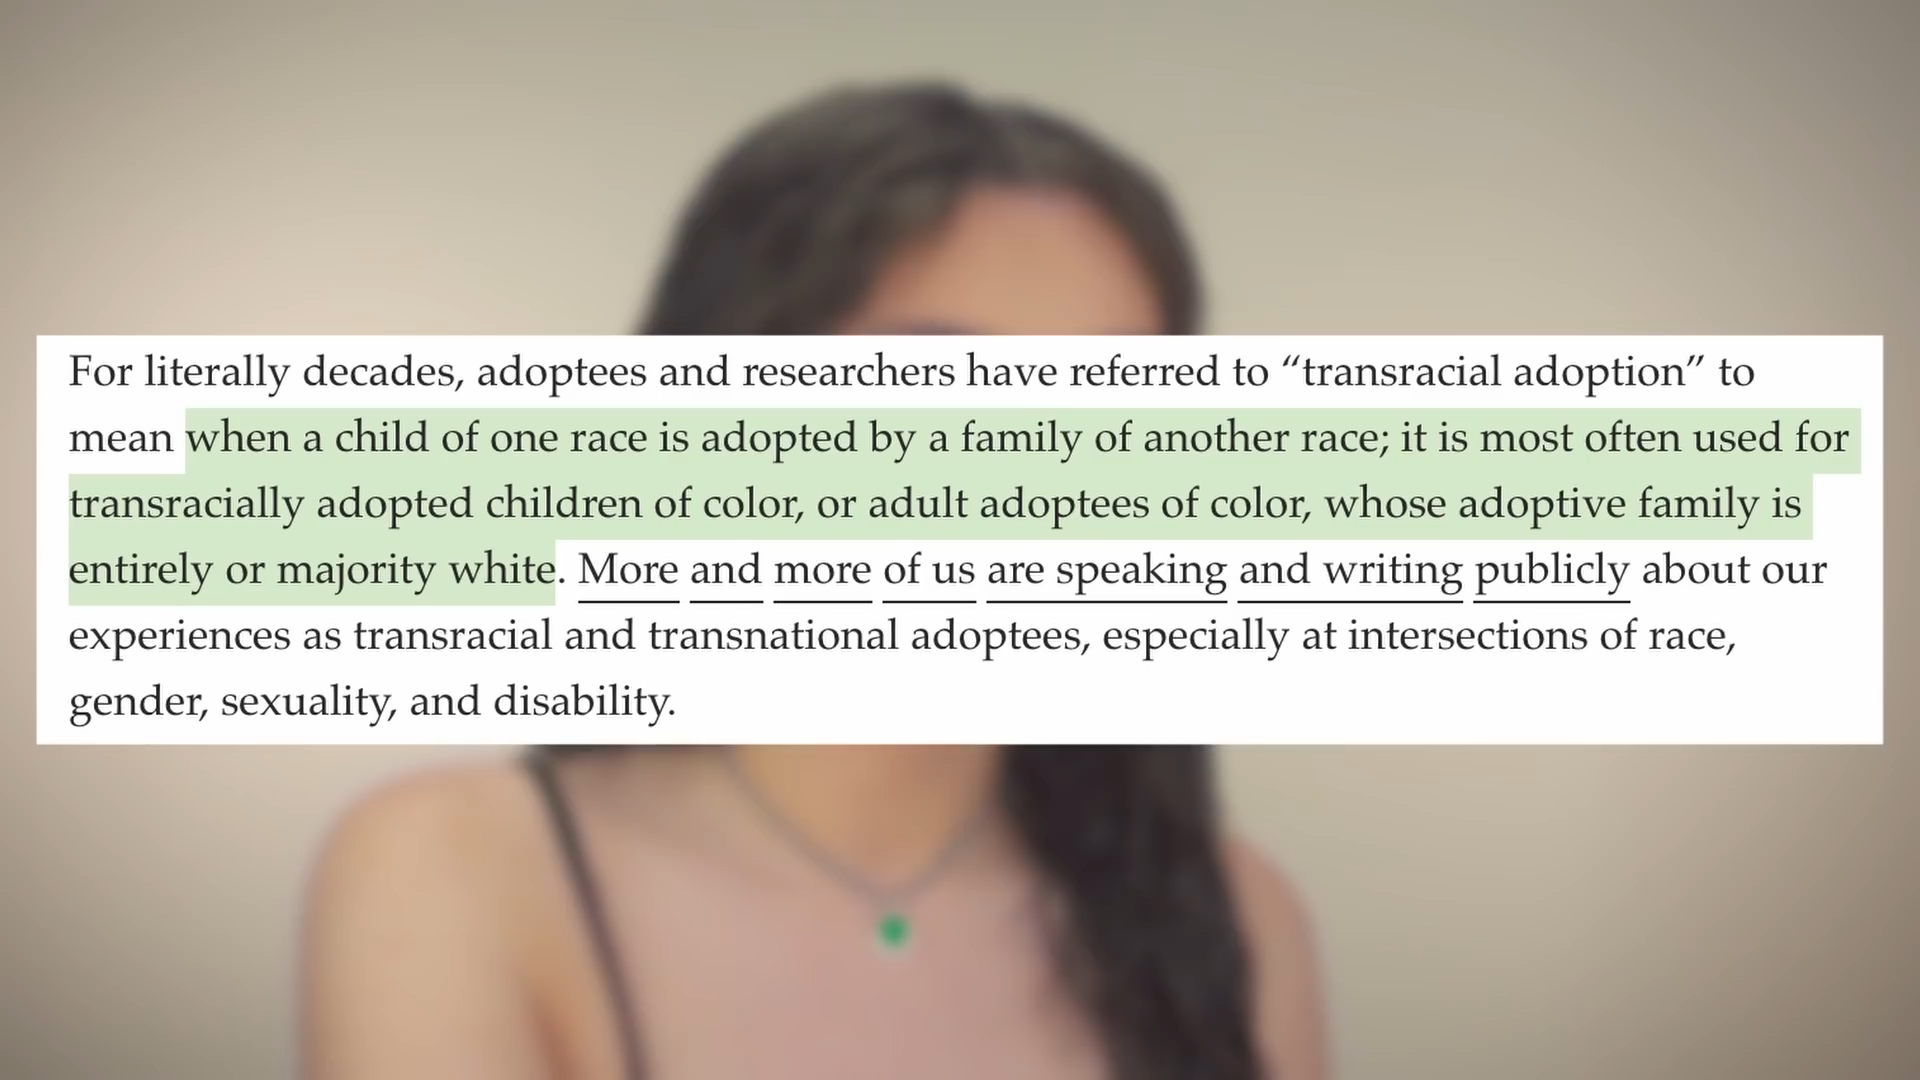 For literally decades, adoptees and researchers have referred to “transracial adoption” to
mean when a child of one race is adopted by a family of another race; it is most often used for
transracially adopted children of color, or adult adoptees of color, whose adoptive family is
entirely or majority white. More and more of us are speaking and writing publicly about our
experiences as transracial and transnational adoptees, especially at intersections of race,
gender, sexuality, and disability.